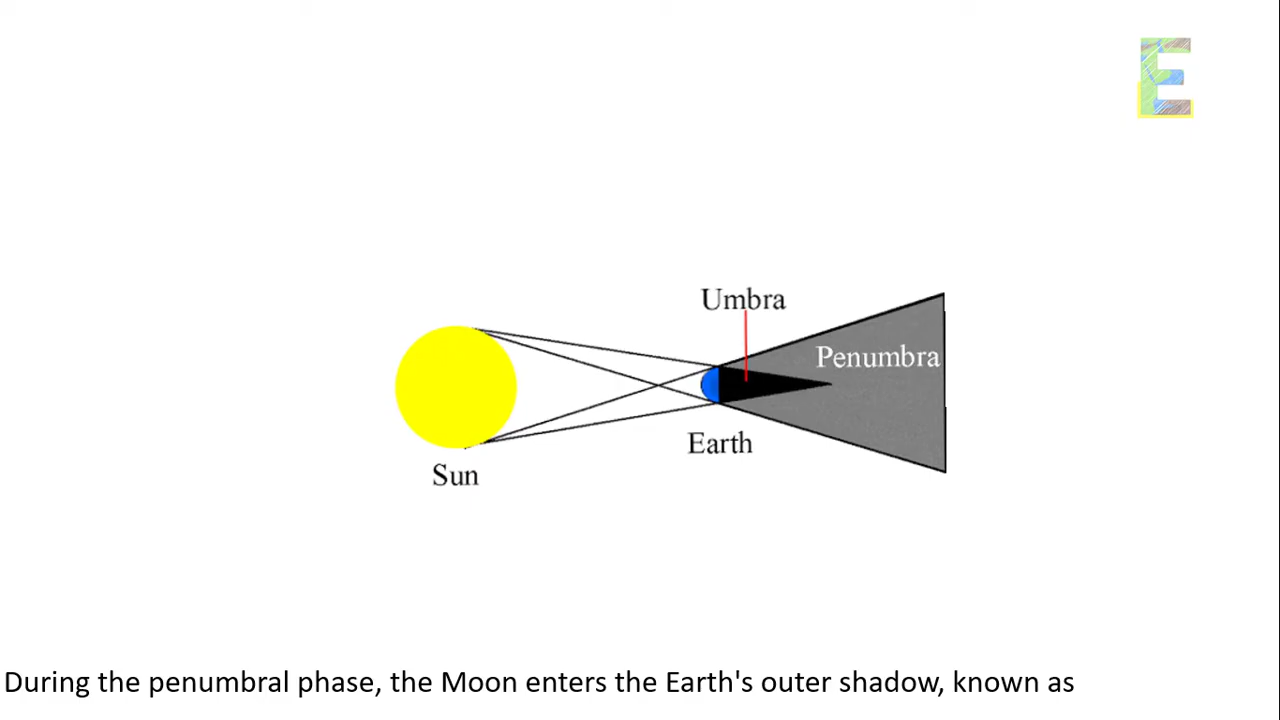 E
Umbra
Penumbra
Earth
Sun
During the penumbral phase, the Moon enters the Earth's outer shadow, known as